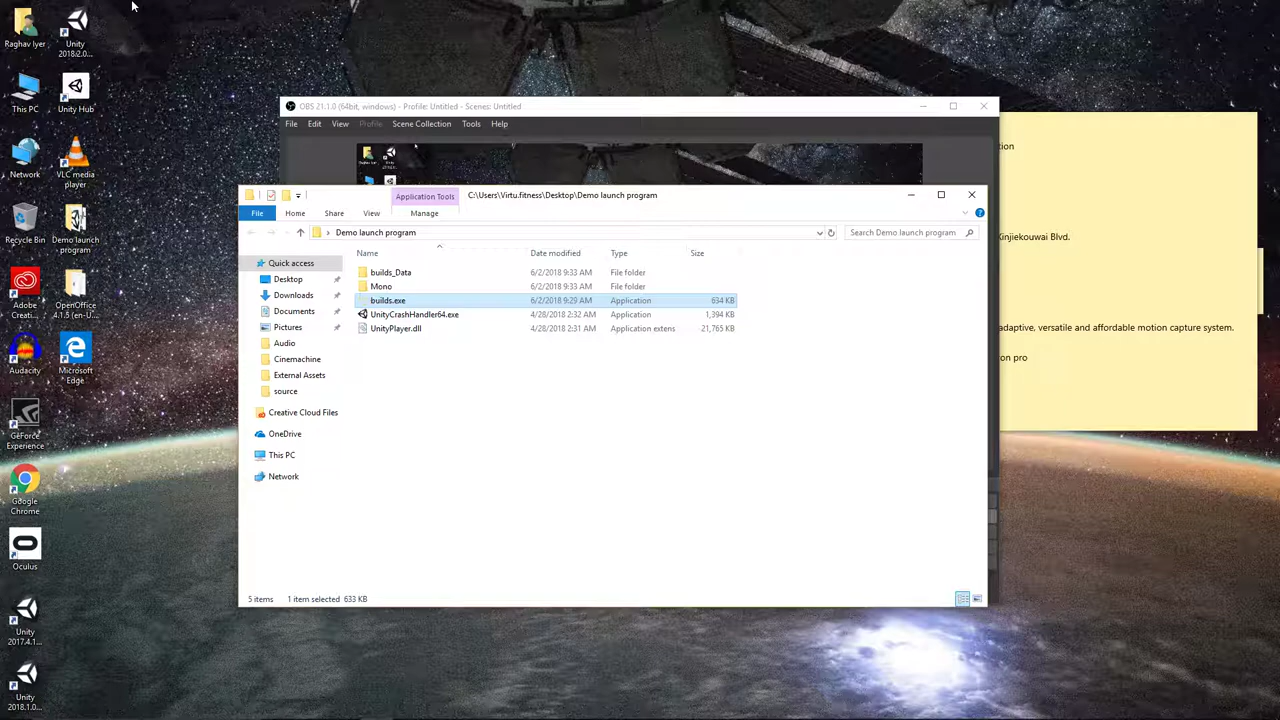 Raghav Iyer
Unity
2018.2.0...
This PC
Unity Hub
Network
VLC media
player
Recycle Bin
Demo launch
program
Adobe
Creati...
OpenOffice
4.1.5 (en-U...
Audacity
Microsoft
Edge
GeForce
Experience
Google
Chrome
Oculus
Unity
2017.4.1...
Unity
2018.1.0...
OBS 21.1.0 (64bit, windows) - Profile: Untitled - Scenes: Untitled
File Edit View Profile Scene Collection Tools Help
Application Tools C:\Users\Virtu.fitness\Desktop\Demo launch program
File Home Share View Manage
Demo launch program Search Demo launch program
Name Date modified Type Size
builds_Data 6/2/2018 9:33 AM File folder
Mono 6/2/2018 9:33 AM File folder
builds.exe 6/2/2018 9:29 AM Application 634 KB
UnityCrashHandler64.exe 4/28/2018 2:32 AM Application 1,394 KB
UnityPlayer.dll 4/28/2018 2:31 AM Application extens 21,765 KB
Quick access
Desktop
Downloads
Documents
Pictures
Audio
Cinemachine
External Assets
source
Creative Cloud Files
OneDrive
This PC
Network
5 items 1 item selected 633 KB
tion
Kinjiekouwai Blvd.
adaptive, versatile and affordable motion capture system.
on pro